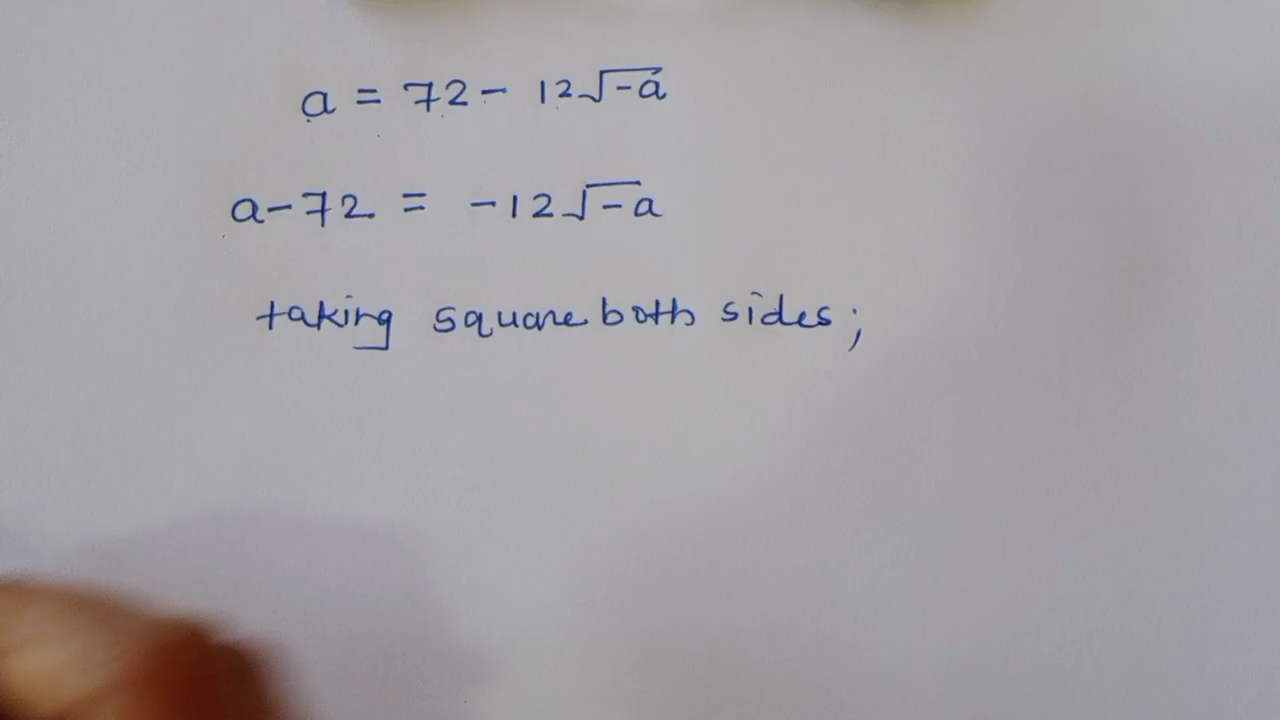 a = 72 - 12√-a
a-72 = -12√-a
taking square both sides;